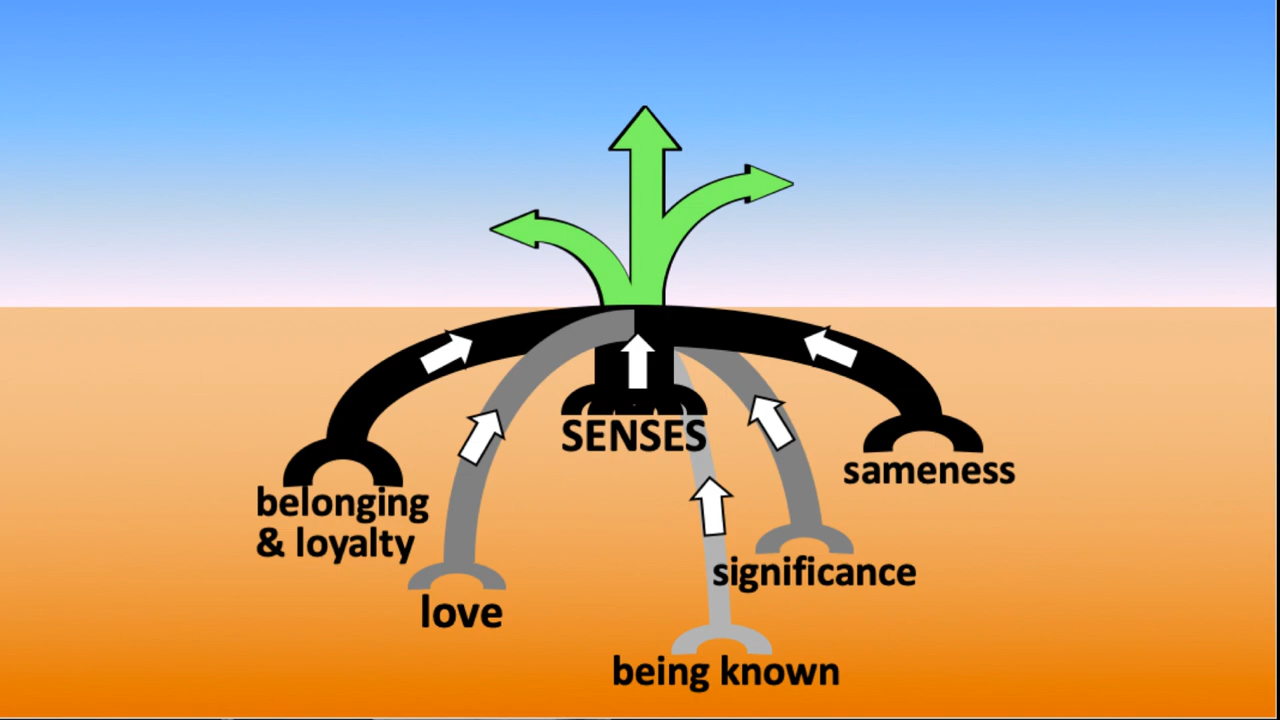 SENSES
sameness
belonging
& loyalty
significance
love
being known